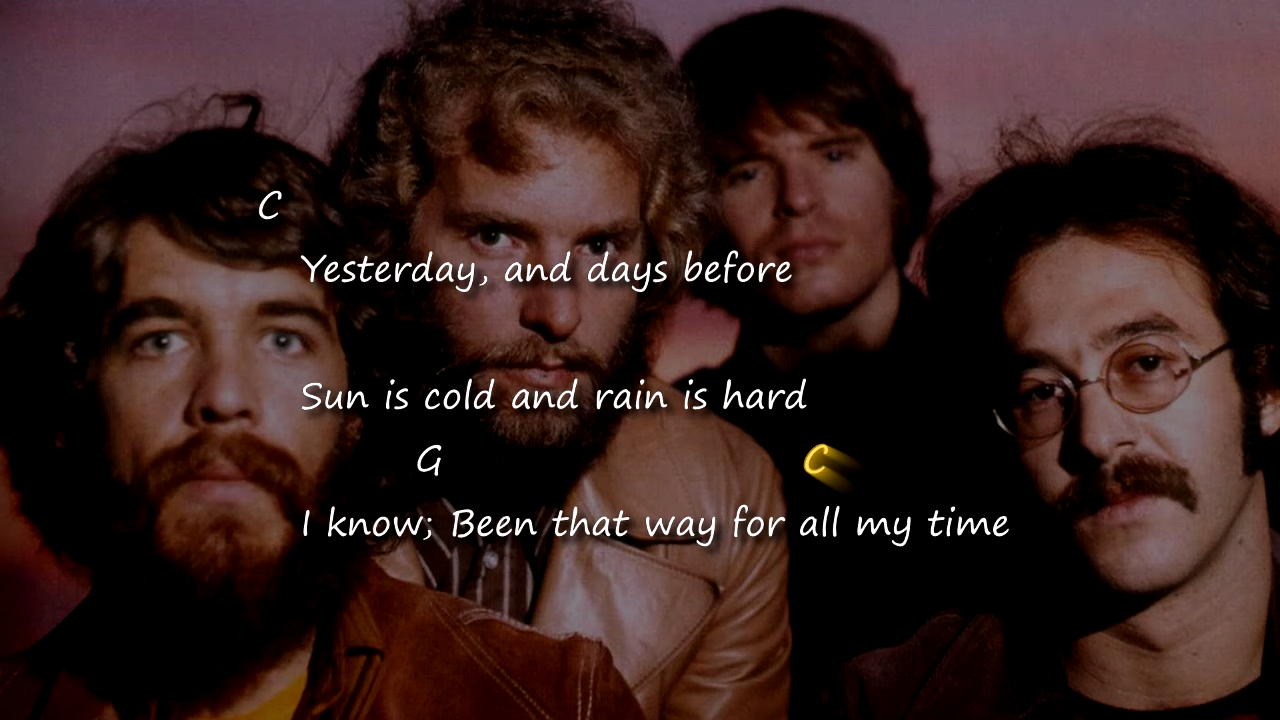 C
Yesterday, and days before
Sun is cold and rain is hard
G C
I know; Been that way for all my time